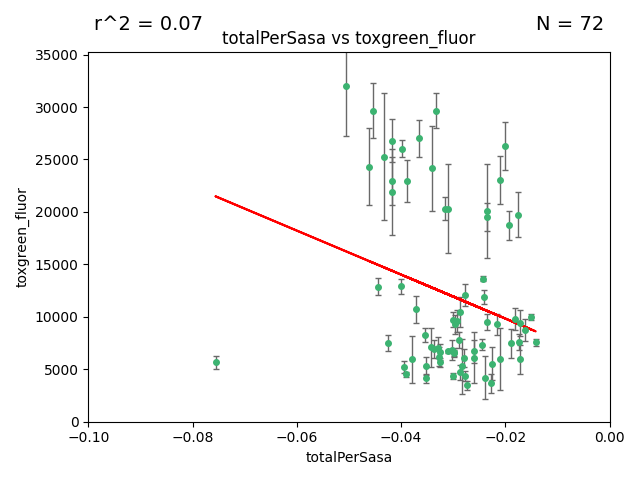 r^2 = 0.07
N = 72
totalPerSasa vs toxgreen_fluor
35000
30000
25000
20000
15000
10000
5000
0
toxgreen_fluor
−0.10
−0.08
−0.06
−0.04
−0.02
0.00
totalPerSasa